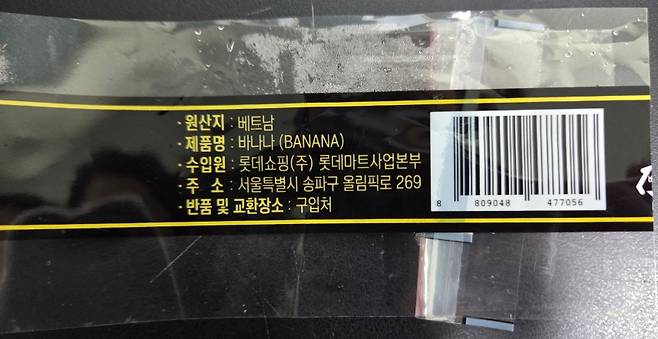 · 원산지 : 베트남
· 제품명 : 바나나 (BANANA)
· 수입원 : 롯데쇼핑(주) 롯데마트사업본부
· 주 소 : 서울특별시 송파구 올림픽로 269
· 반품 및 교환장소 : 구입처
8 809048 477056